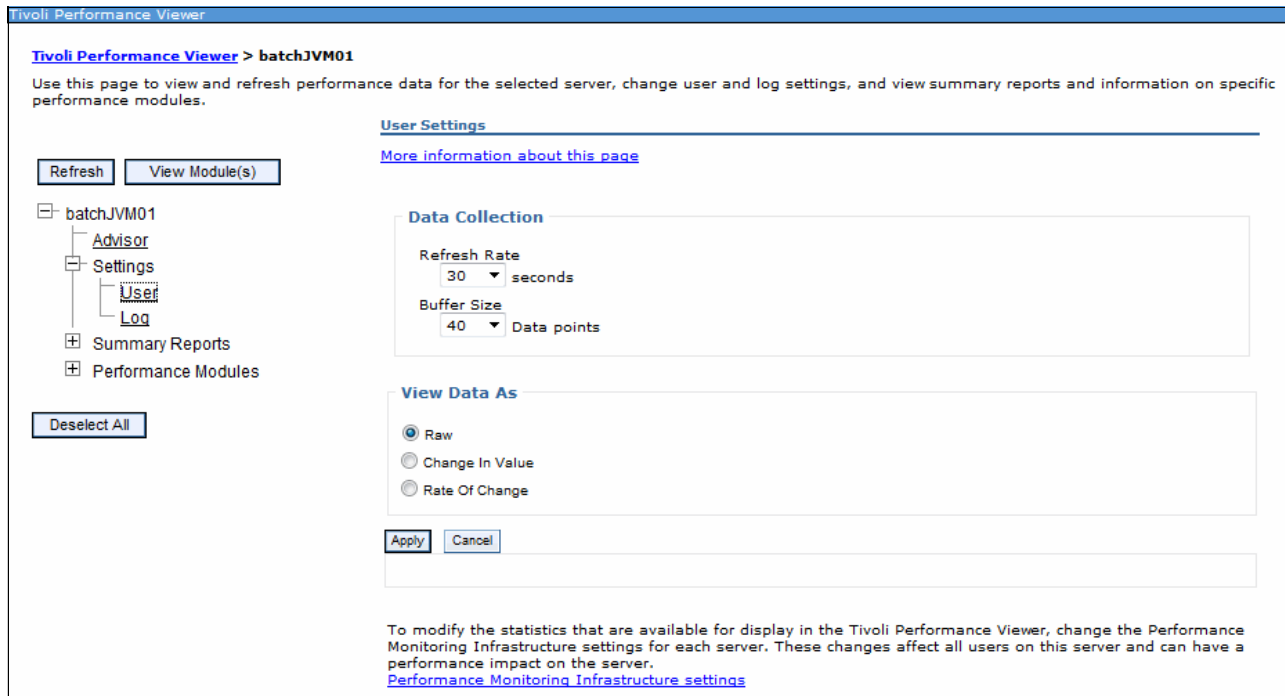 Tivoli Performance Viewer
Tivoli Performance Viewer > batchJVM01
Use this page to view and refresh performance data for the selected server, change user and log settings, and view summary reports and information on specific
performance modules.
Refresh
View Module(s)
batchJVM01
Advisor
Settings
User
Log
Summary Reports
Performance Modules
Deselect All
User Settings
More information about this page
Data Collection
Refresh Rate
30 seconds
Buffer Size
40 Data points
View Data As
Raw
Change In Value
Rate Of Change
Apply
Cancel
To modify the statistics that are available for display in the Tivoli Performance Viewer, change the Performance
Monitoring Infrastructure settings for each server. These changes affect all users on this server and can have a
performance impact on the server.
Performance Monitoring Infrastructure settings